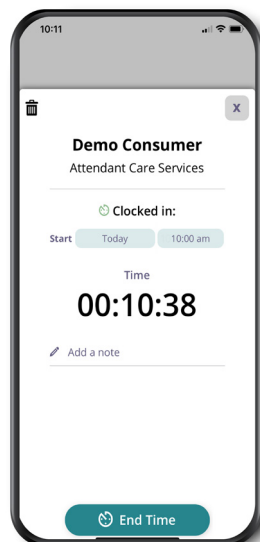 10:11
X
Demo Consumer
Attendant Care Services
Clocked in:
Start Today 10:00 am
Time
00:10:38
Add a note
End Time